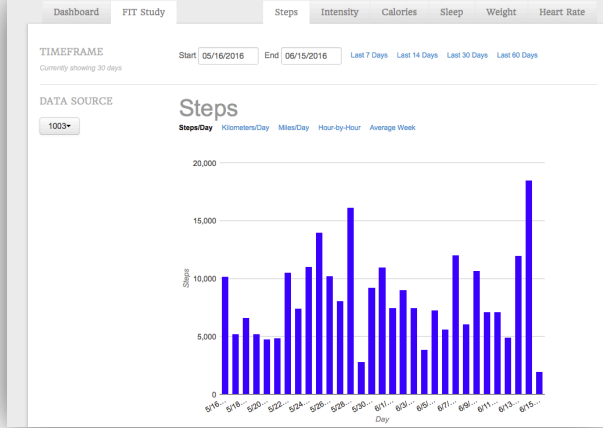 Dashboard FIT Study Steps Intensity Calories Sleep Weight Heart Rate
TIMEFRAME
Currently showing 30 days
Start 05/16/2016 End 06/15/2016 Last 7 Days Last 14 Days Last 30 Days Last 60 Days
DATA SOURCE
1003
Steps
Steps/Day Kilometers/Day Miles/Day Hour-by-Hour Average Week
20,000
15,000
10,000
5,000
0
Steps
5/16... 5/18... 5/20... 5/22... 5/24... 5/26... 5/28... 5/30... 6/1/... 6/3/... 6/5/... 6/7/... 6/9/... 6/11... 6/13... 6/15...
Day